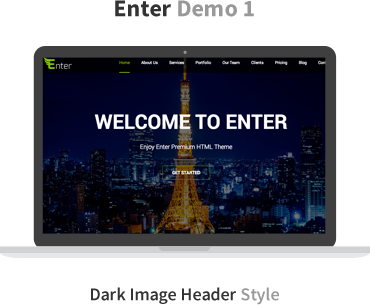 Enter Demo 1
Enter
Home About Us Services Portfolio Our Team Clients Pricing Blog Con
WELCOME TO ENTER
Enjoy Enter Premium HTML Theme
GET STARTED
Dark Image Header Style